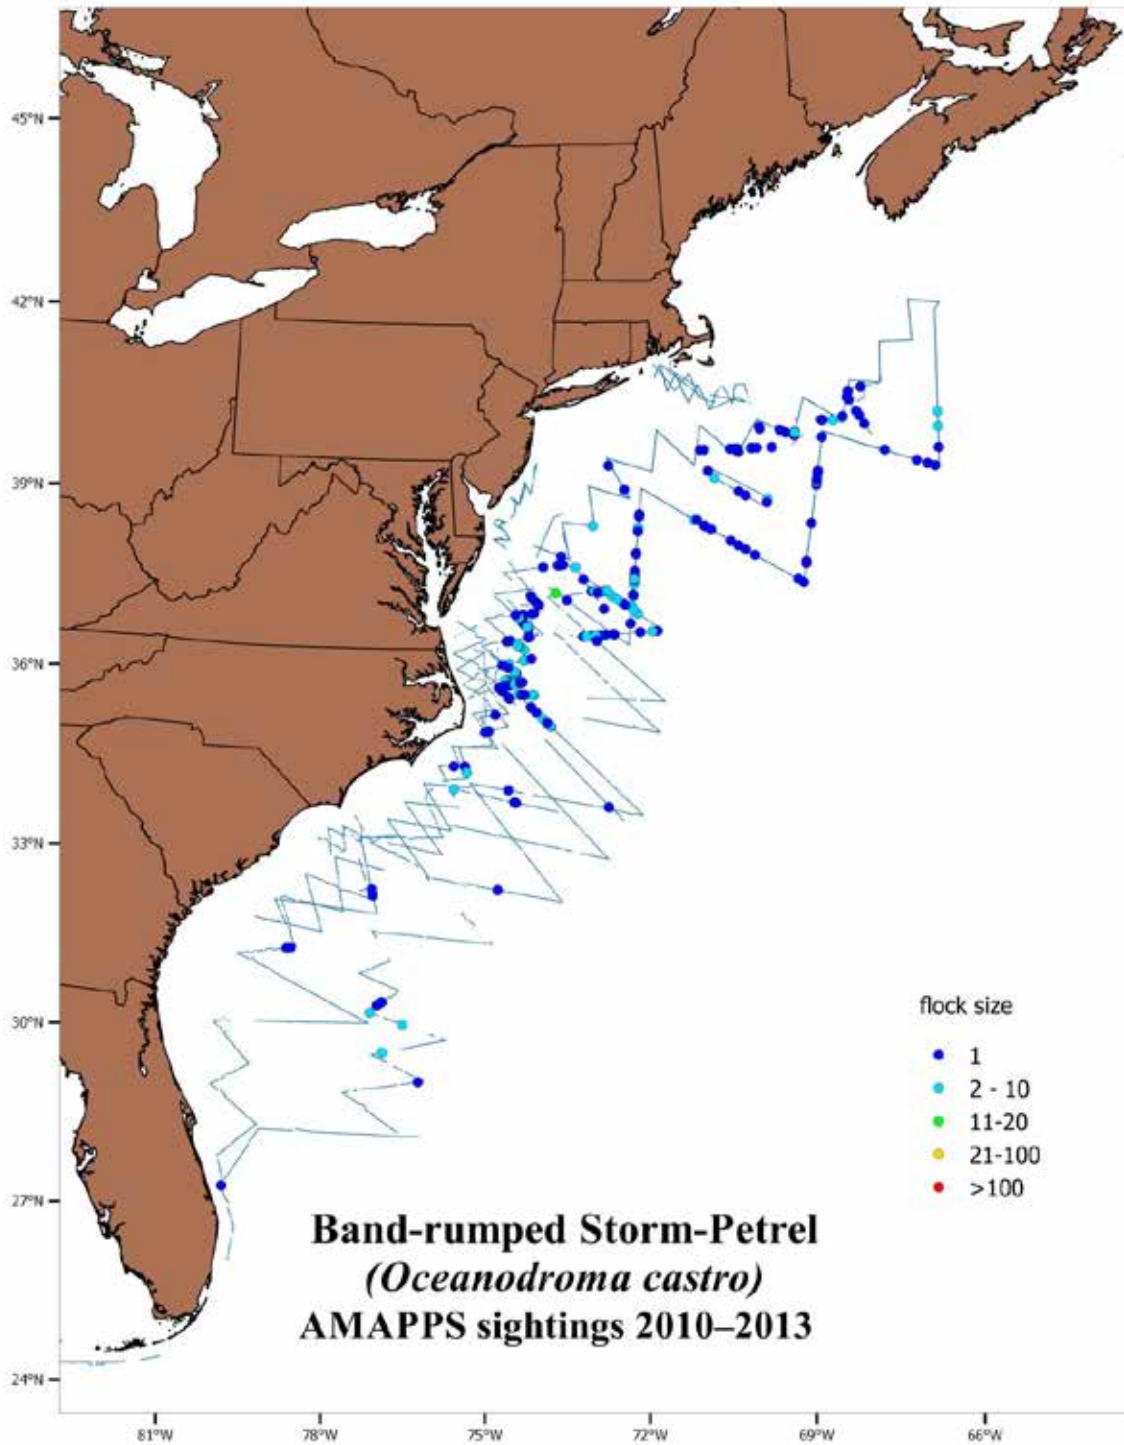 45°N
42°N
39°N
36°N
33°N
30°N
27°N
24°N
flock size
1
2 - 10
11-20
21-100
>100
Band-rumped Storm-Petrel
(Oceanodroma castro)
AMAPPS sightings 2010–2013
81°W 78°W 75°W 72°W 69°W 66°W